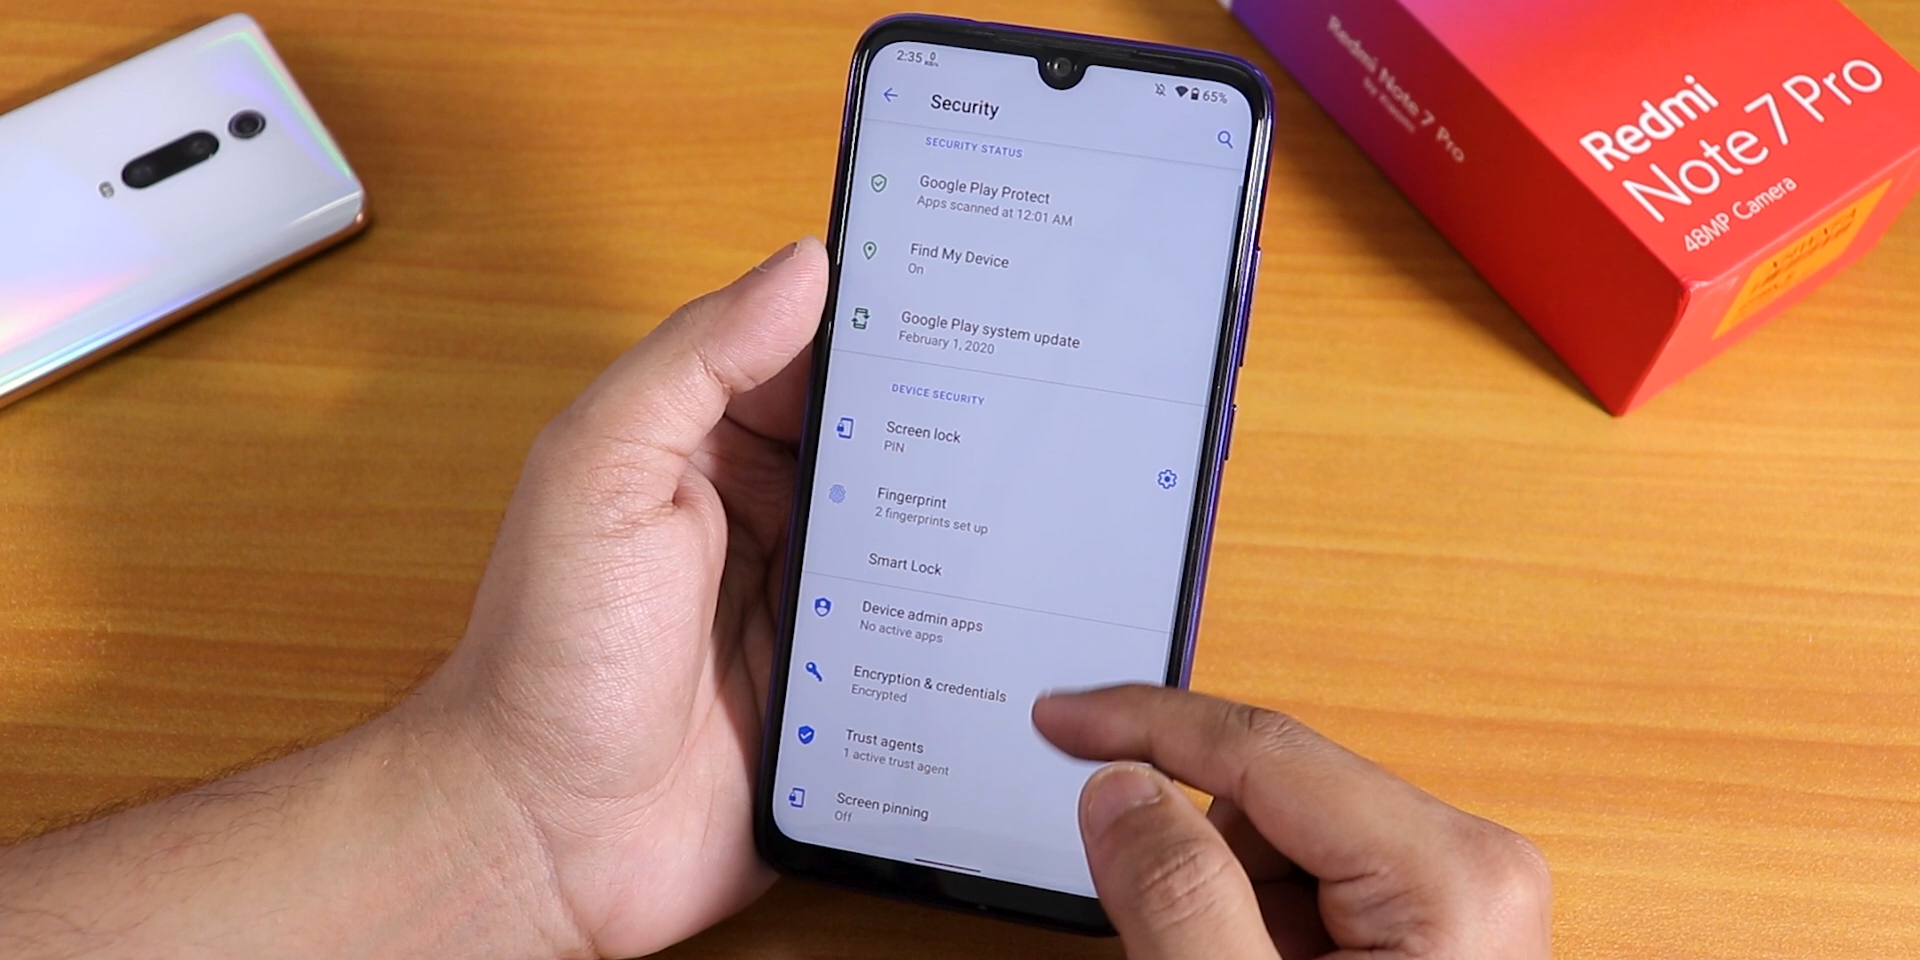 2:35
0
KB/s
65%
Security
SECURITY STATUS
Google Play Protect
Apps scanned at 12:01 AM
Find My Device
On
Google Play system update
February 1, 2020
DEVICE SECURITY
Screen lock
PIN
Fingerprint
2 fingerprints set up
Smart Lock
Device admin apps
No active apps
Encryption & credentials
Encrypted
Trust agents
1 active trust agent
Screen pinning
Off
Redmi Note 7 Pro
Redmi
Note 7 Pro
48MP Camera